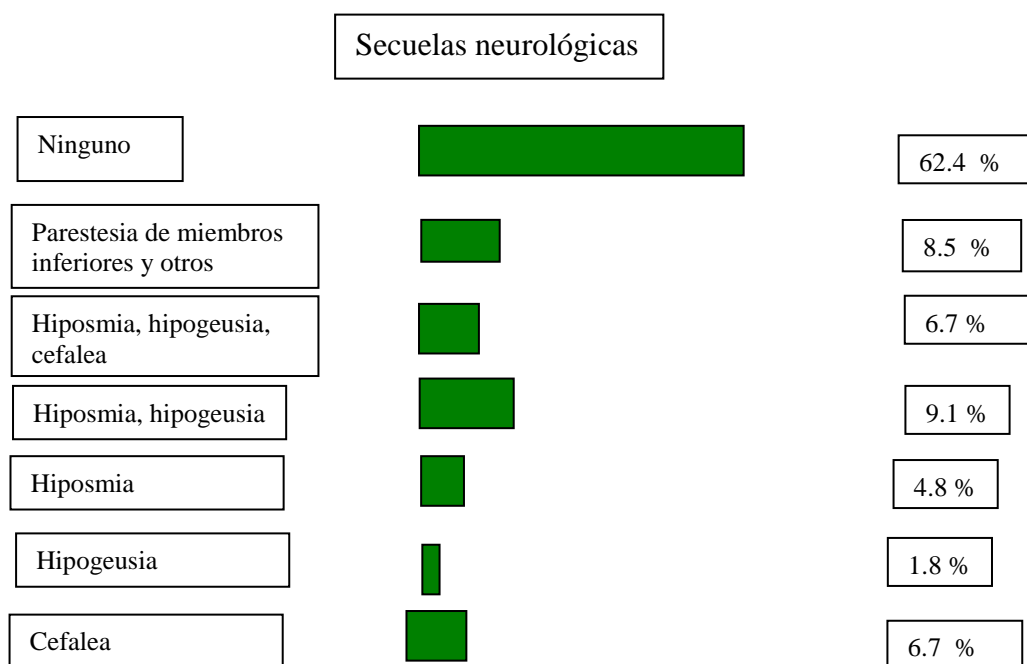 Secuelas neurológicas
Ninguno
62.4 %
Parestesia de miembros
inferiores y otros
8.5 %
Hiposmia, hipogeusia,
cefalea
6.7 %
Hiposmia, hipogeusia
9.1 %
Hiposmia
4.8 %
Hipogeusia
1.8 %
Cefalea
6.7 %